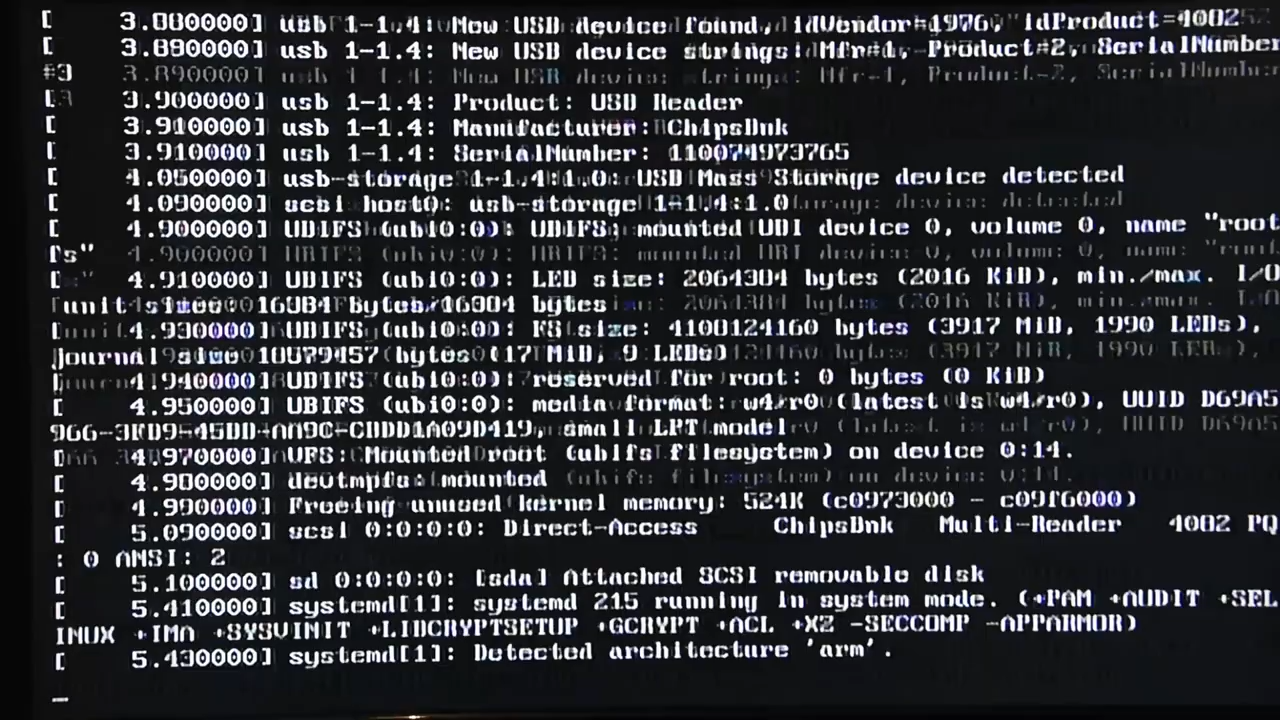 [    3.880000] usb 1-1.4: New USB device found, idVendor=1976, idProduct=4002
[    3.890000] usb 1-1.4: New USB device strings: Mfr=1, Product=2, SerialNumber
=3
[    3.900000] usb 1-1.4: Product: USB Reader
[    3.910000] usb 1-1.4: Manufacturer: ChipsBnk
[    3.910000] usb 1-1.4: SerialNumber: 110074973765
[    4.050000] usb-storage 1-1.4:1.0: USB Mass Storage device detected
[    4.090000] scsi host0: usb-storage 1-1.4:1.0
[    4.900000] UBIFS (ubi0:0): UBIFS: mounted UBI device 0, volume 0, name "root
fs"
[    4.910000] UBIFS (ubi0:0): LEB size: 2064384 bytes (2016 KiB), min./max. I/O
unit sizes: 16384 bytes/16384 bytes
[    4.930000] UBIFS (ubi0:0): FS size: 4108124160 bytes (3917 MiB, 1990 LEBs),
journal size bytes (17 MiB, 9 LEBs)
[    4.940000] UBIFS (ubi0:0): reserved for root: 0 bytes (0 KiB)
[    4.950000] UBIFS (ubi0:0): media format: w4/r0 (latest is w4/r0), UUID D69A5
small LPT model
[    4.970000] VFS: Mounted root (ubifs filesystem) on device 0:14.
[    4.980000] devtmpfs: mounted
[    4.990000] Freeing unused kernel memory: 524K (c0973000 - c09f6000)
[    5.090000] scsi 0:0:0:0: Direct-Access     ChipsBnk   Multi-Reader   4002 PQ
: 0 ANSI: 2
[    5.100000] sd 0:0:0:0: [sda] Attached SCSI removable disk
[    5.410000] systemd[1]: systemd 215 running in system mode. (+PAM +AUDIT +SEL
INUX +IMA +SYSVINIT +LIBCRYPTSETUP +GCRYPT +ACL +XZ -SECCOMP -APPARMOR)
[    5.430000] systemd[1]: Detected architecture 'arm'.